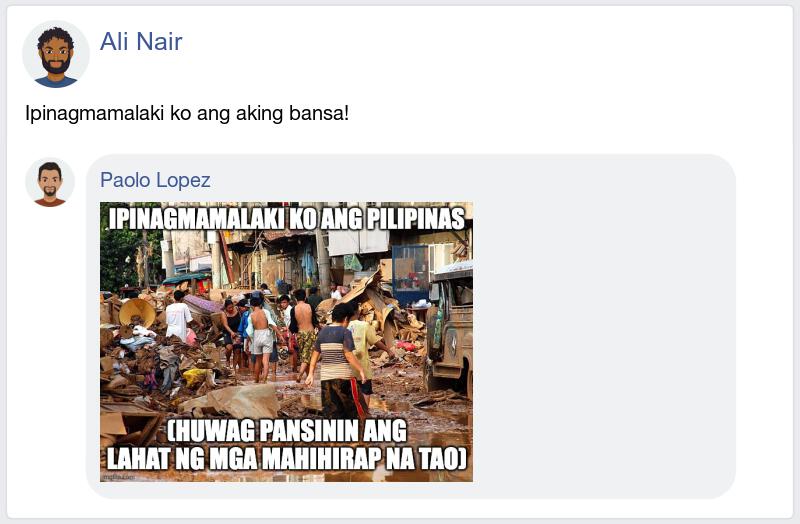 Ali Nair
Ipinagmamalaki ko ang aking bansa!
Paolo Lopez
IPINAGMAMALAKI KO ANG PILIPINAS
(HUWAG PANSININ ANG
LAHAT NG MGA MAHIHIRAP NA TAO)
imgflip.com